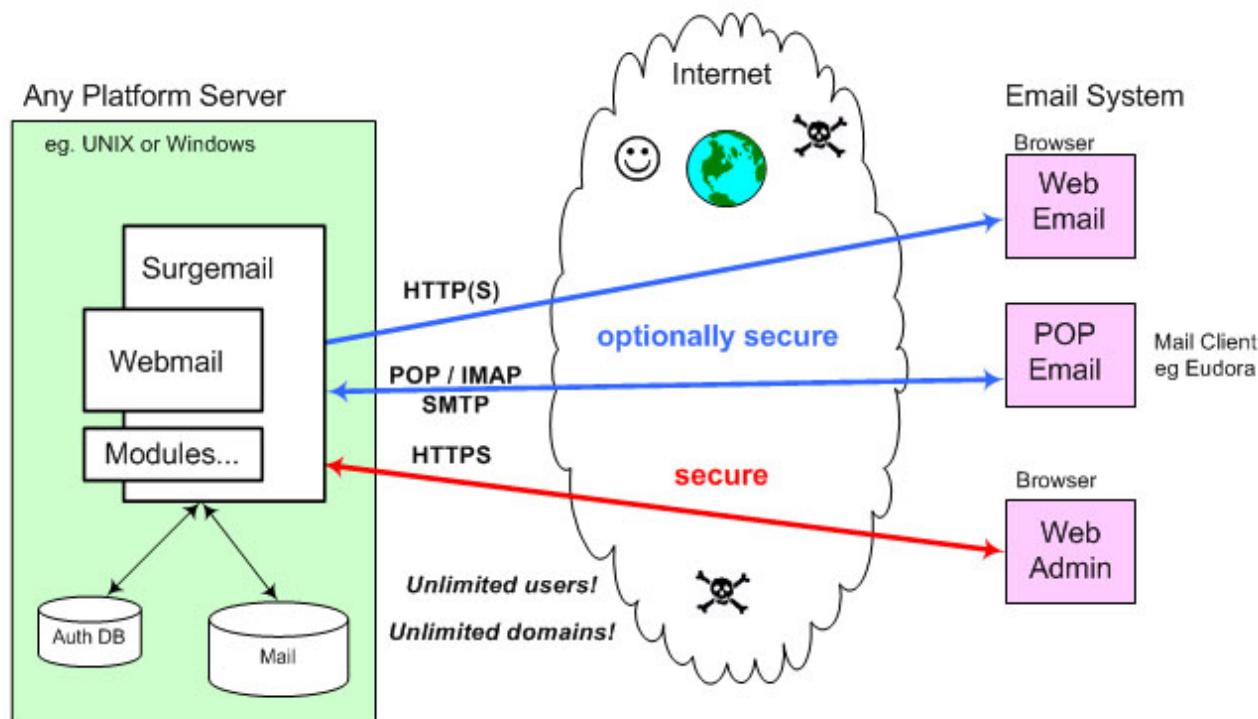 Any Platform Server
eg. UNIX or Windows
Surgemail
Webmail
Modules...
Auth DB
Mail
HTTP(S)
POP / IMAP
SMTP
HTTPS
Unlimited users!
Unlimited domains!
Internet
optionally secure
secure
Email System
Browser
Web
Email
POP
Email
Mail Client
eg Eudora
Browser
Web
Admin